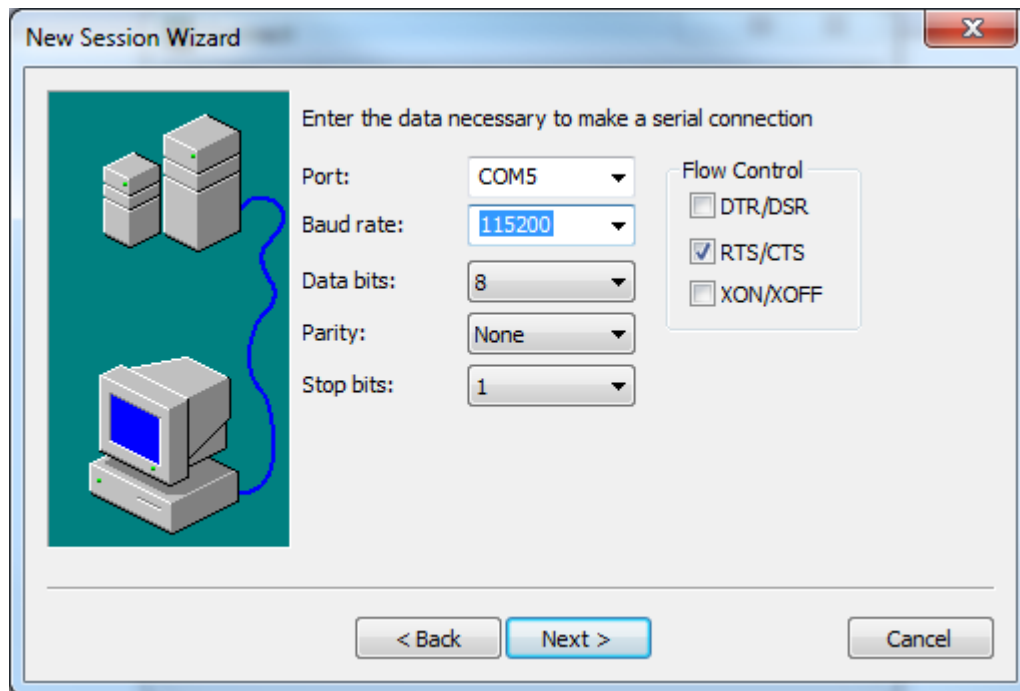 New Session Wizard
Enter the data necessary to make a serial connection
Port: COM5
Baud rate: 115200
Data bits: 8
Parity: None
Stop bits: 1
Flow Control
DTR/DSR
RTS/CTS
XON/XOFF
< Back Next > Cancel